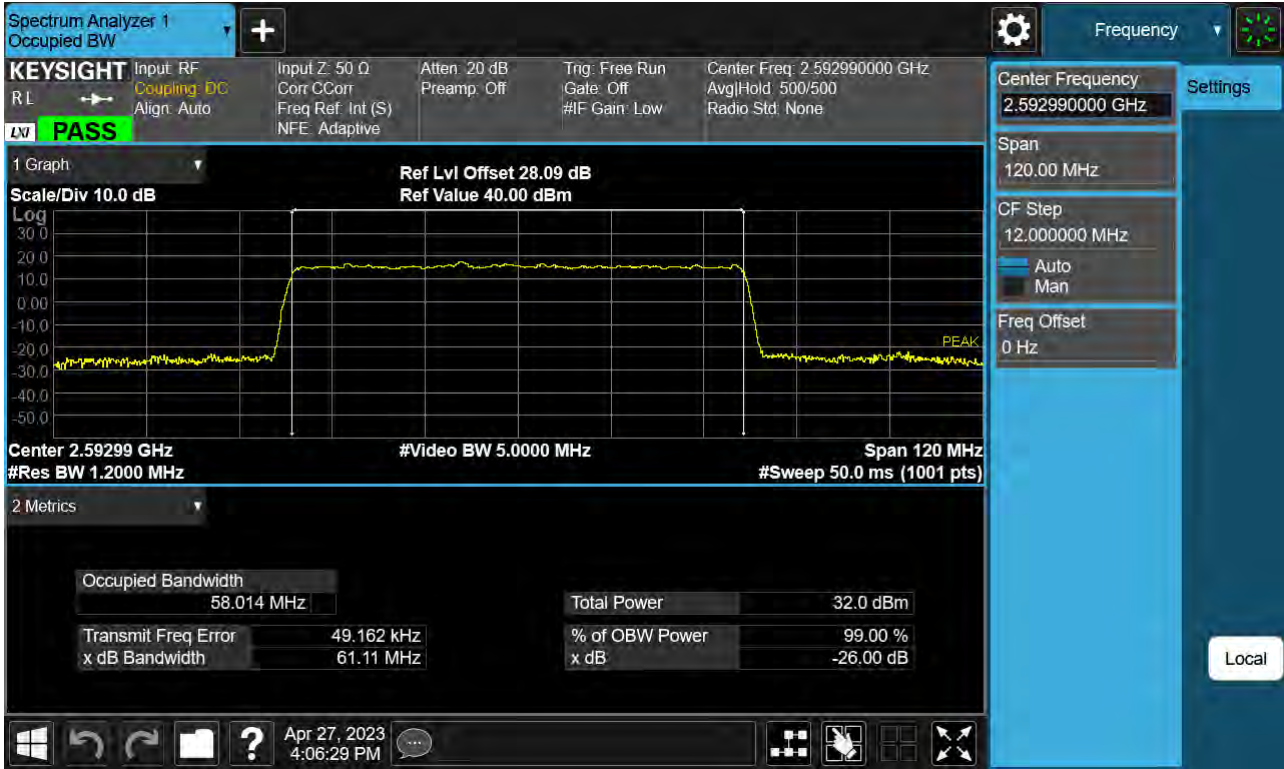 Spectrum Analyzer 1
Occupied BW
Frequency
KEYSIGHT
R L
LXI
PASS
Input: RF
Coupling: DC
Align: Auto
Input Z: 50 Ω
Corr CCorr
Freq Ref: Int (S)
NFE: Adaptive
Atten: 20 dB
Preamp: Off
Trig: Free Run
Gate: Off
#IF Gain: Low
Center Freq: 2.592990000 GHz
Avg|Hold: 500/500
Radio Std: None
1 Graph
Scale/Div 10.0 dB
Ref Lvl Offset 28.09 dB
Ref Value 40.00 dBm
Log
30.0
20.0
10.0
0.00
-10.0
-20.0
-30.0
-40.0
-50.0
PEAK
Center 2.59299 GHz
#Video BW 5.0000 MHz
Span 120 MHz
#Res BW 1.2000 MHz
#Sweep 50.0 ms (1001 pts)
2 Metrics
Occupied Bandwidth
58.014 MHz
Total Power 32.0 dBm
Transmit Freq Error 49.162 kHz
% of OBW Power 99.00 %
x dB Bandwidth 61.11 MHz
x dB -26.00 dB
Center Frequency
2.592990000 GHz
Settings
Span
120.00 MHz
CF Step
12.000000 MHz
Auto
Man
Freq Offset
0 Hz
Local
?
Apr 27, 2023
4:06:29 PM